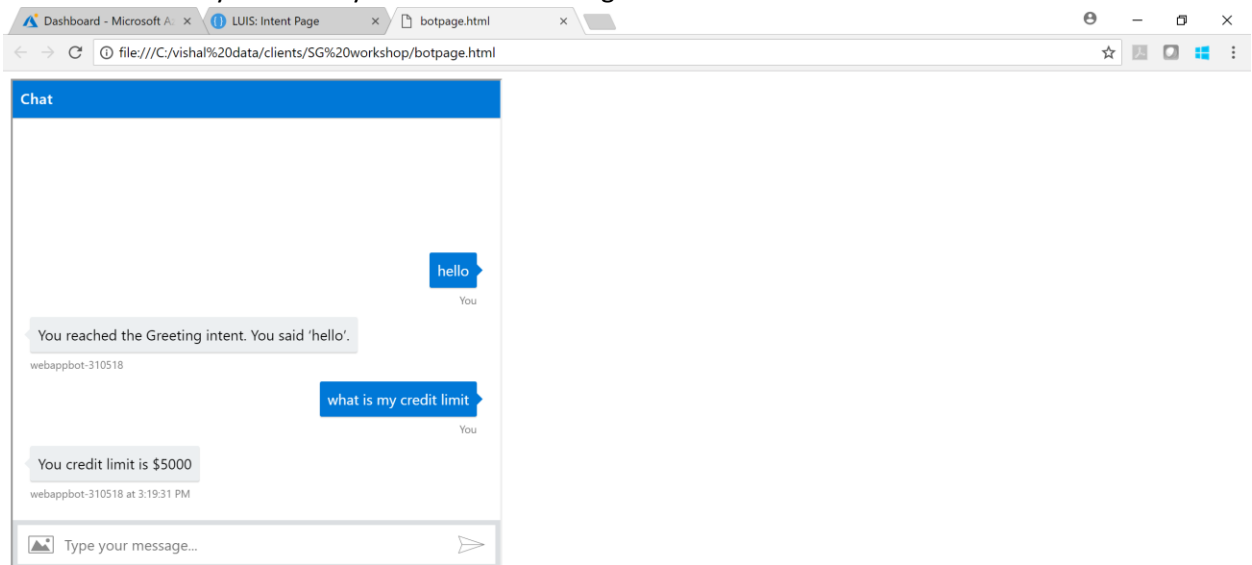 Dashboard - Microsoft A
LUIS: Intent Page
botpage.html
file:///C:/vishal%20data/clients/SG%20workshop/botpage.html
Chat
hello
You
You reached the Greeting intent. You said 'hello'.
webappbot-310518
what is my credit limit
You
You credit limit is $5000
webappbot-310518 at 3:19:31 PM
Type your message...